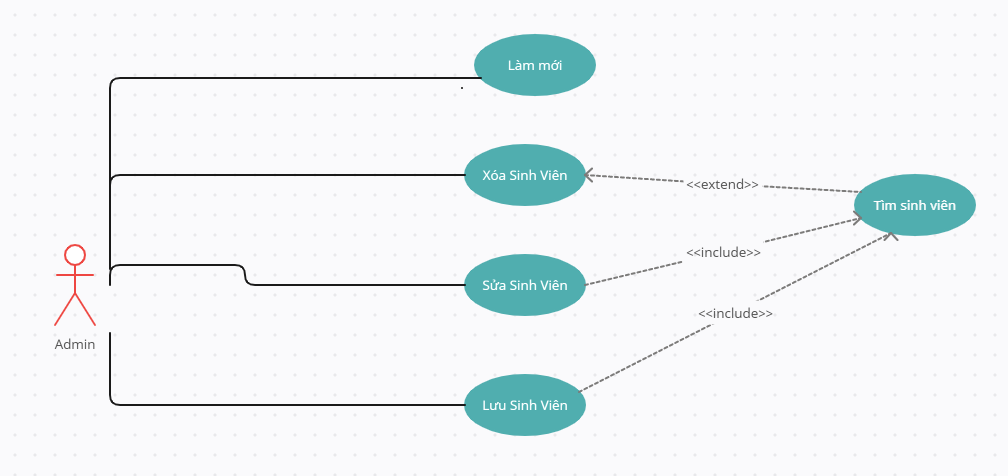 Làm mới
Xóa Sinh Viên
<<extend>>
Tìm sinh viên
<<include>>
Sửa Sinh Viên
<<include>>
Admin
Lưu Sinh Viên